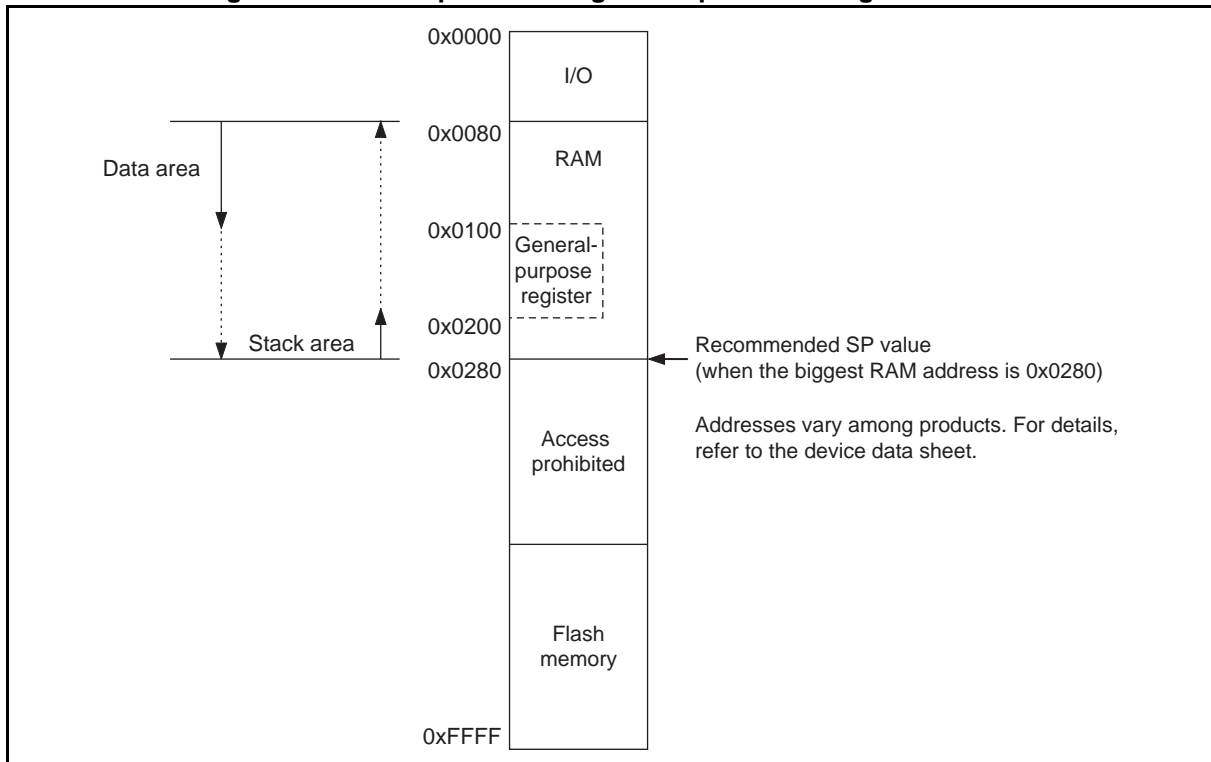 0x0000
I/O
0x0080
RAM
Data area
0x0100
General-
purpose
register
0x0200
Stack area
0x0280
Recommended SP value
(when the biggest RAM address is 0x0280)
Addresses vary among products. For details,
refer to the device data sheet.
Access
prohibited
Flash
memory
0xFFFF